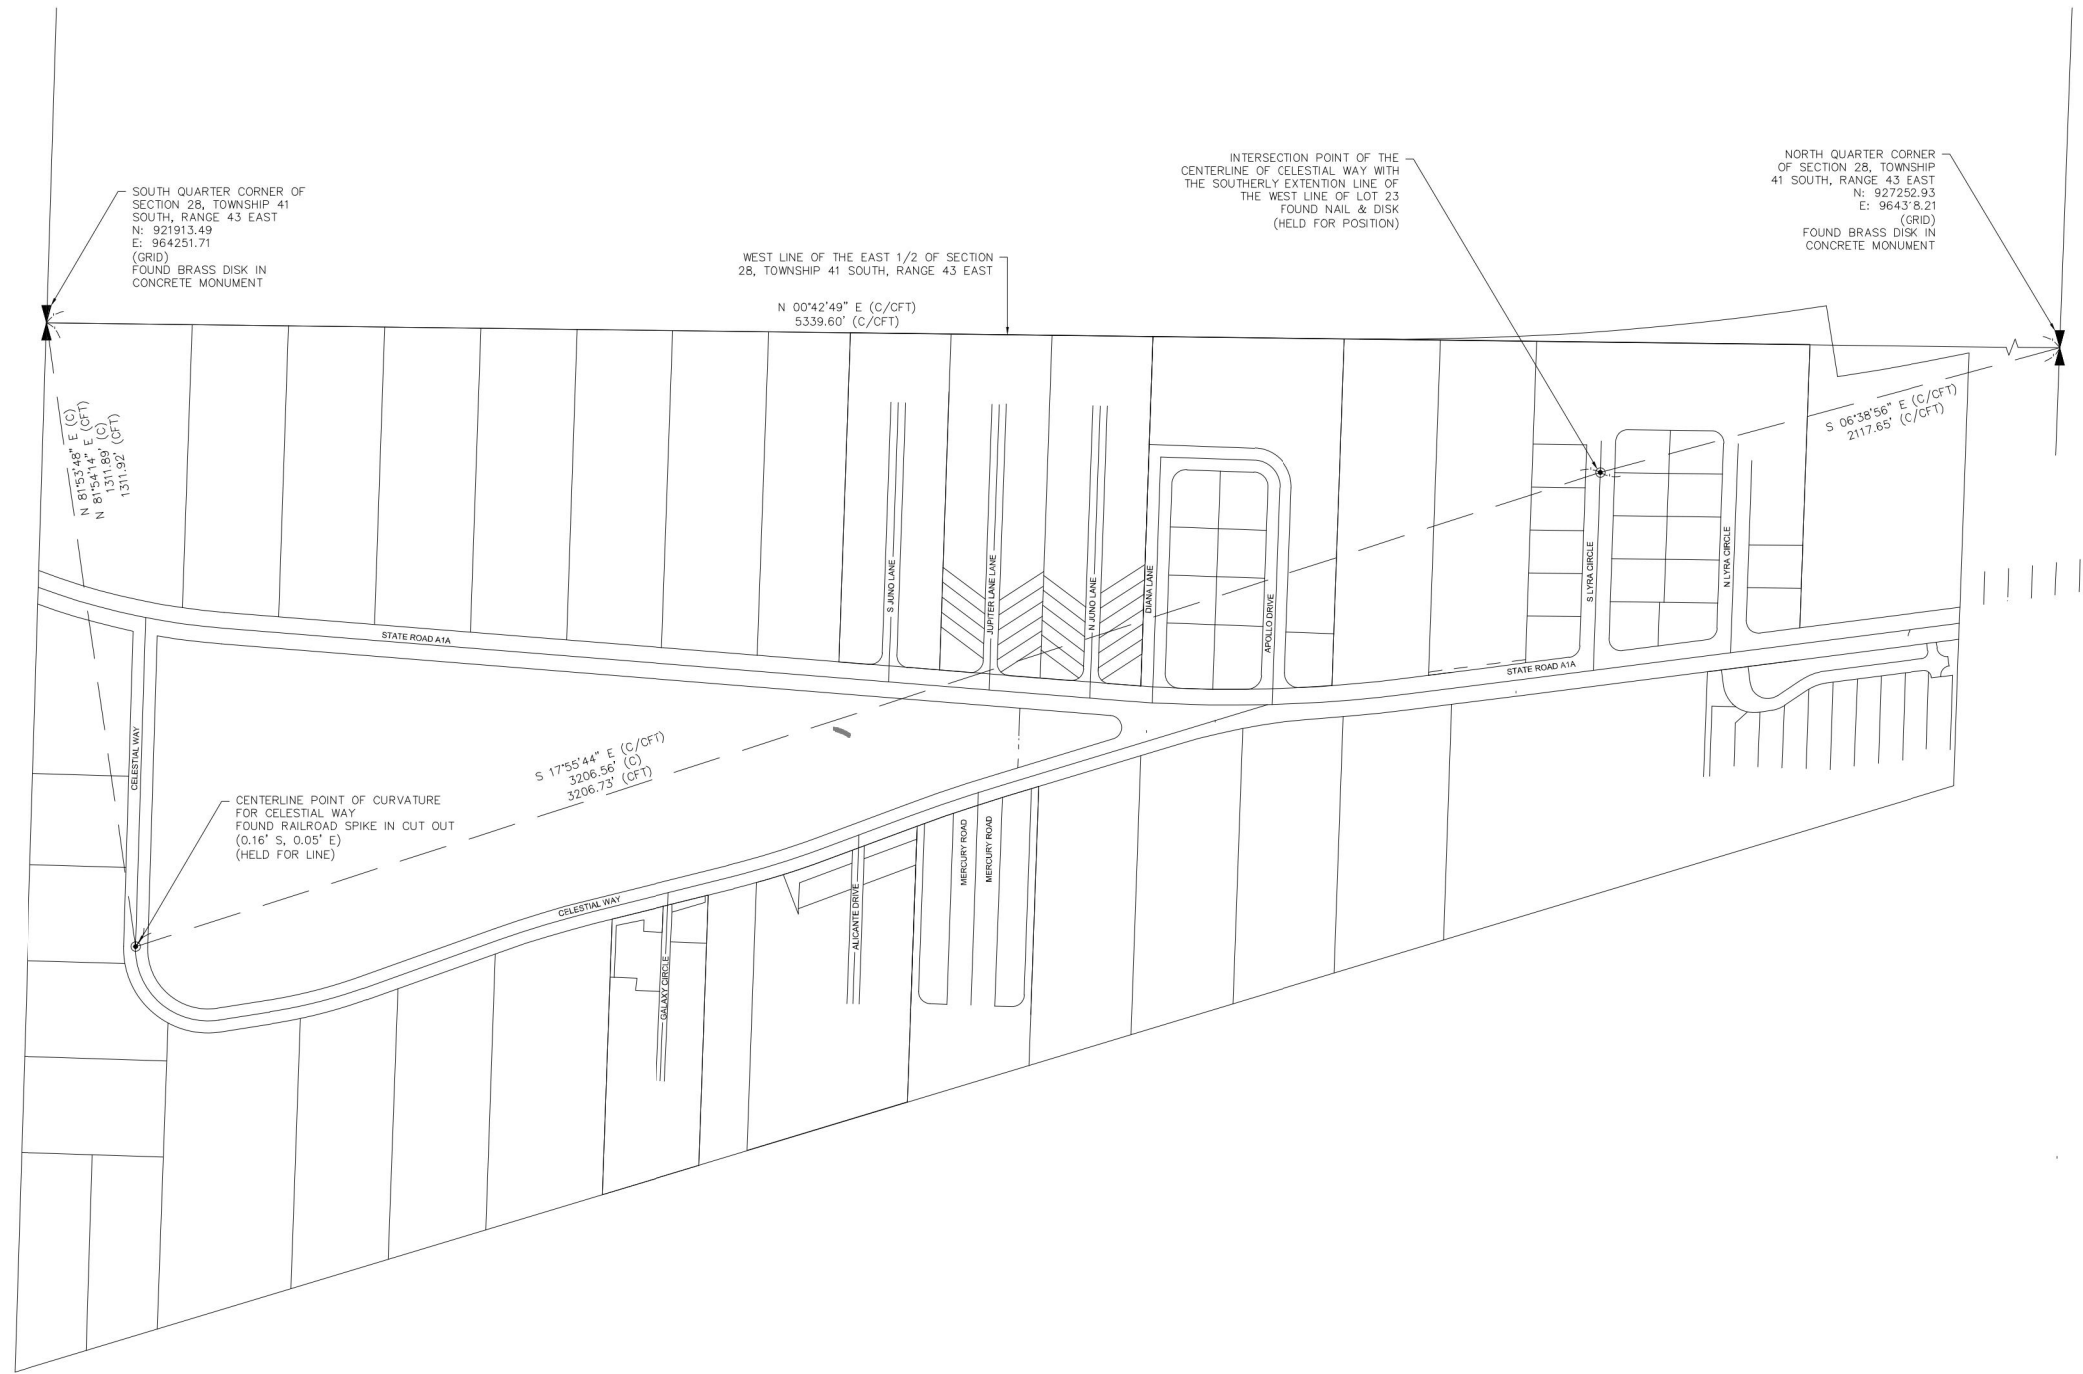 SOUTH QUARTER CORNER OF
SECTION 28, TOWNSHIP 41
SOUTH, RANGE 43 EAST
N: 921913.49
E: 964251.71
(GRID)
FOUND BRASS DISK IN
CONCRETE MONUMENT
WEST LINE OF THE EAST 1/2 OF SECTION
28, TOWNSHIP 41 SOUTH, RANGE 43 EAST
N 00°42'49" E (C/CFT)
5339.60' (C/CFT)
INTERSECTION POINT OF THE
CENTERLINE OF CELESTIAL WAY WITH
THE SOUTHERLY EXTENTION LINE OF
THE WEST LINE OF LOT 23
FOUND NAIL & DISK
(HELD FOR POSITION)
NORTH QUARTER CORNER
OF SECTION 28, TOWNSHIP
41 SOUTH, RANGE 43 EAST
N: 927252.93
E: 9643'8.21
(GRID)
FOUND BRASS DISK IN
CONCRETE MONUMENT
N 81°53'48" E (C)
N 81°54'14" E (CFT)
1311.89' (C)
1311.92' (CFT)
S 06°38'56" E (C/CFT)
2117.65' (C/CFT)
S JUNO LANE
JUPITER LANE LANE
N JUNO LANE
DIANA LANE
APOLLO DRIVE
S LYRA CIRCLE
N LYRA CIRCLE
STATE ROAD A1A
STATE ROAD A1A
CELESTIAL WAY
S 17°55'44" E (C/CFT)
3206.56' (C)
3206.73' (CFT)
CENTERLINE POINT OF CURVATURE
FOR CELESTIAL WAY
FOUND RAILROAD SPIKE IN CUT OUT
(0.16' S, 0.05' E)
(HELD FOR LINE)
CELESTIAL WAY
GALAXY CIRCLE
ALICANTE DRIVE
MERCURY ROAD
MERCURY ROAD